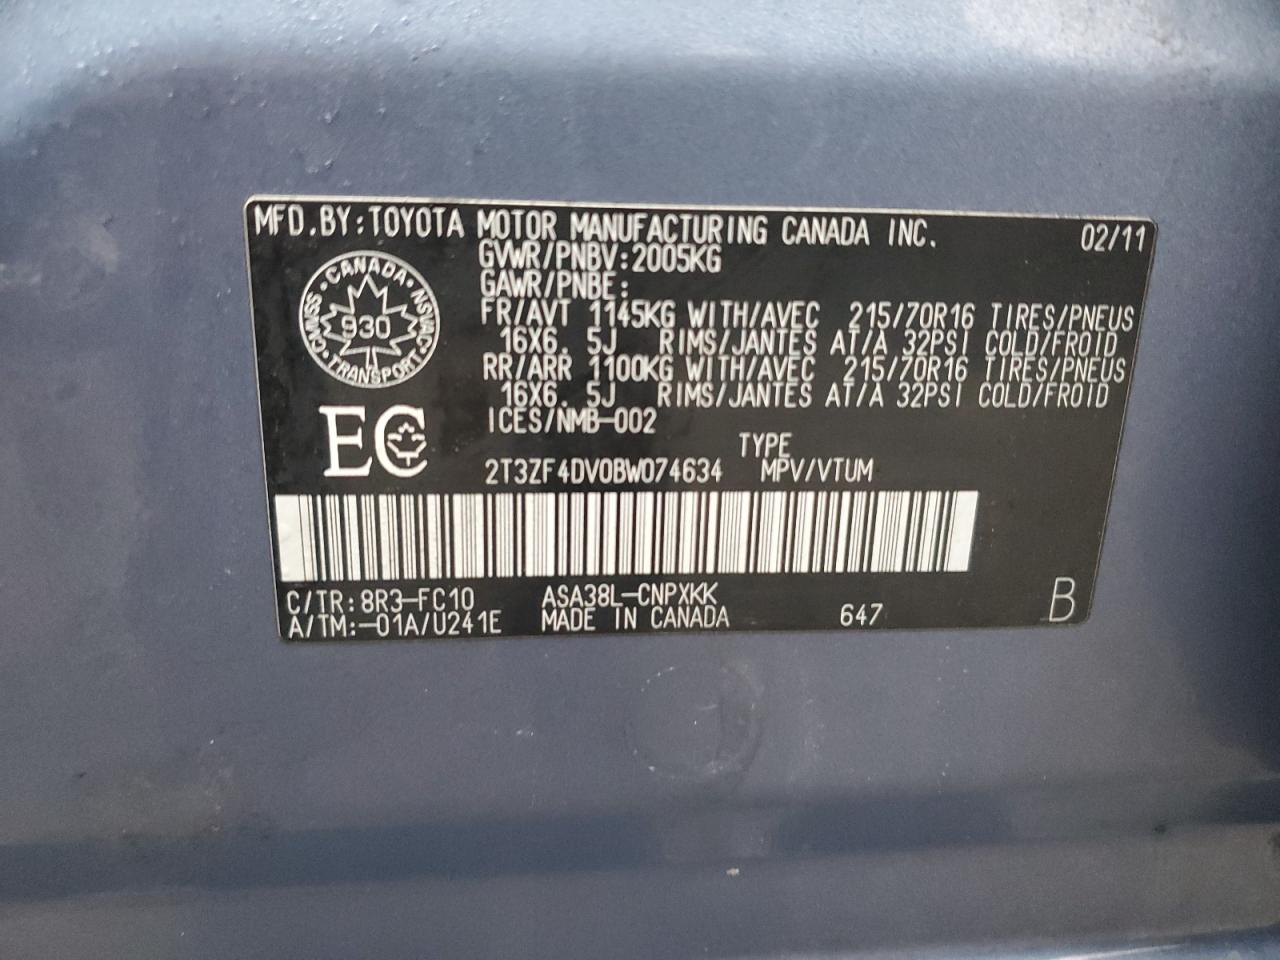 MFD.BY:TOYOTA MOTOR MANUFACTURING CANADA INC. 02/11
GVWR/PNBV:2005KG
GAWR/PNBE:
FR/AVT 1145KG WITH/AVEC 215/70R16 TIRES/PNEUS
16X6.5J RIMS/JANTES AT/A 32PSI COLD/FROID
RR/ARR 1100KG WITH/AVEC 215/70R16 TIRES/PNEUS
16X6.5J RIMS/JANTES AT/A 32PSI COLD/FROID
ICES/NMB-002
CANADA
CMVSS NSVAC
930
TRANSPORT
EC
TYPE
2T3ZF4DV0BW074634 MPV/VTUM
C/TR:8R3-FC10 ASA38L-CNPXKK
A/TM:-01A/U241E MADE IN CANADA 647 B